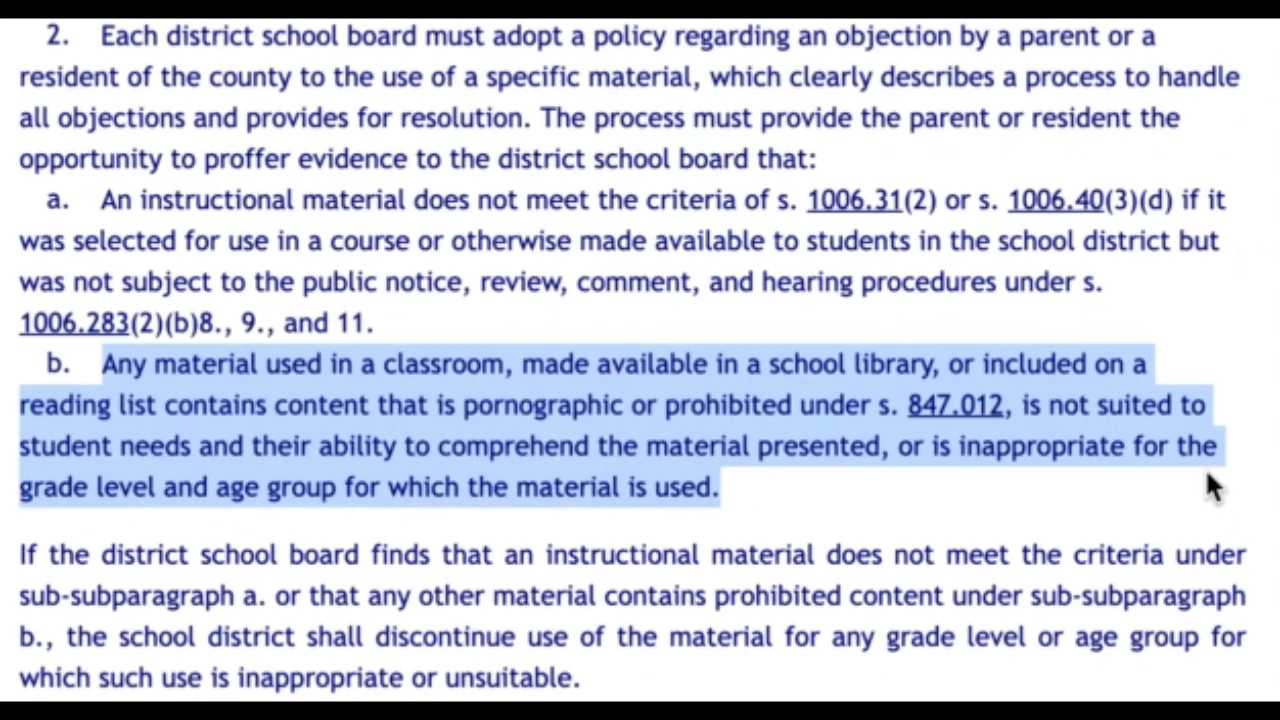 2. Each district school board must adopt a policy regarding an objection by a parent or a
resident of the county to the use of a specific material, which clearly describes a process to handle
all objections and provides for resolution. The process must provide the parent or resident the
opportunity to proffer evidence to the district school board that:
a. An instructional material does not meet the criteria of s. 1006.31(2) or s. 1006.40(3)(d) if it
was selected for use in a course or otherwise made available to students in the school district but
was not subject to the public notice, review, comment, and hearing procedures under s.
1006.283(2)(b)8., 9., and 11.
b. Any material used in a classroom, made available in a school library, or included on a
reading list contains content that is pornographic or prohibited under s. 847.012, is not suited to
student needs and their ability to comprehend the material presented, or is inappropriate for the
grade level and age group for which the material is used.
If the district school board finds that an instructional material does not meet the criteria under
sub-subparagraph a. or that any other material contains prohibited content under sub-subparagraph
b., the school district shall discontinue use of the material for any grade level or age group for
which such use is inappropriate or unsuitable.